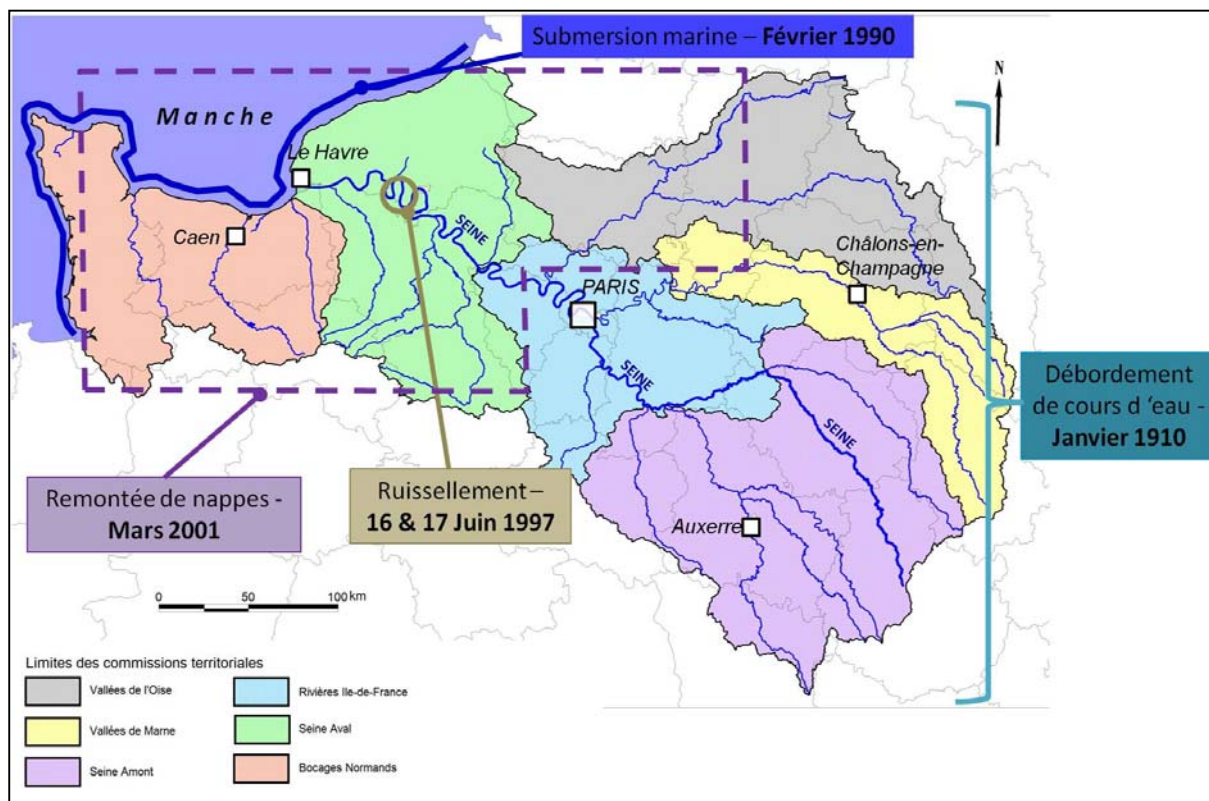 Submersion marine – Février 1990
N
Manche
Le Havre
Caen
SEINE
Châlons-en-
Champagne
PARIS
SEINE
SEINE
Auxerre
Débordement
de cours d 'eau -
Janvier 1910
Remontée de nappes -
Mars 2001
Ruissellement –
16 & 17 Juin 1997
0 50 100 km
Limites des commissions territoriales
Vallées de l'Oise
Rivières Ile-de-France
Vallées de Marne
Seine Aval
Seine Amont
Bocages Normands